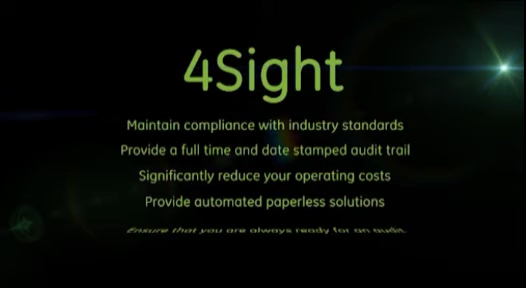 4Sight
Maintain compliance with industry standards
Provide a full time and date stamped audit trail
Significantly reduce your operating costs
Provide automated paperless solutions
Ensure that you are always ready for an audit.